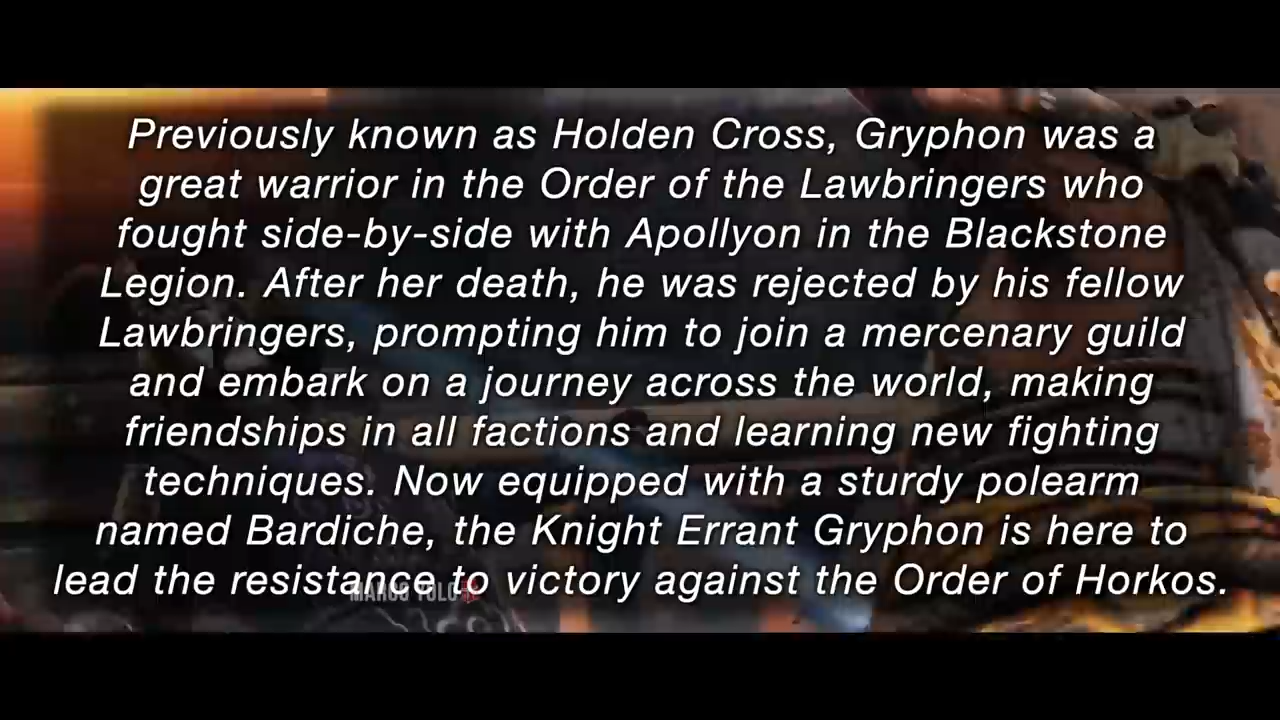 Previously known as Holden Cross, Gryphon was a
great warrior in the Order of the Lawbringers who
fought side-by-side with Apollyon in the Blackstone
Legion. After her death, he was rejected by his fellow
Lawbringers, prompting him to join a mercenary guild
and embark on a journey across the world, making
friendships in all factions and learning new fighting
techniques. Now equipped with a sturdy polearm
named Bardiche, the Knight Errant Gryphon is here to
lead the resistance to victory against the Order of Horkos.
MARCO YOLO